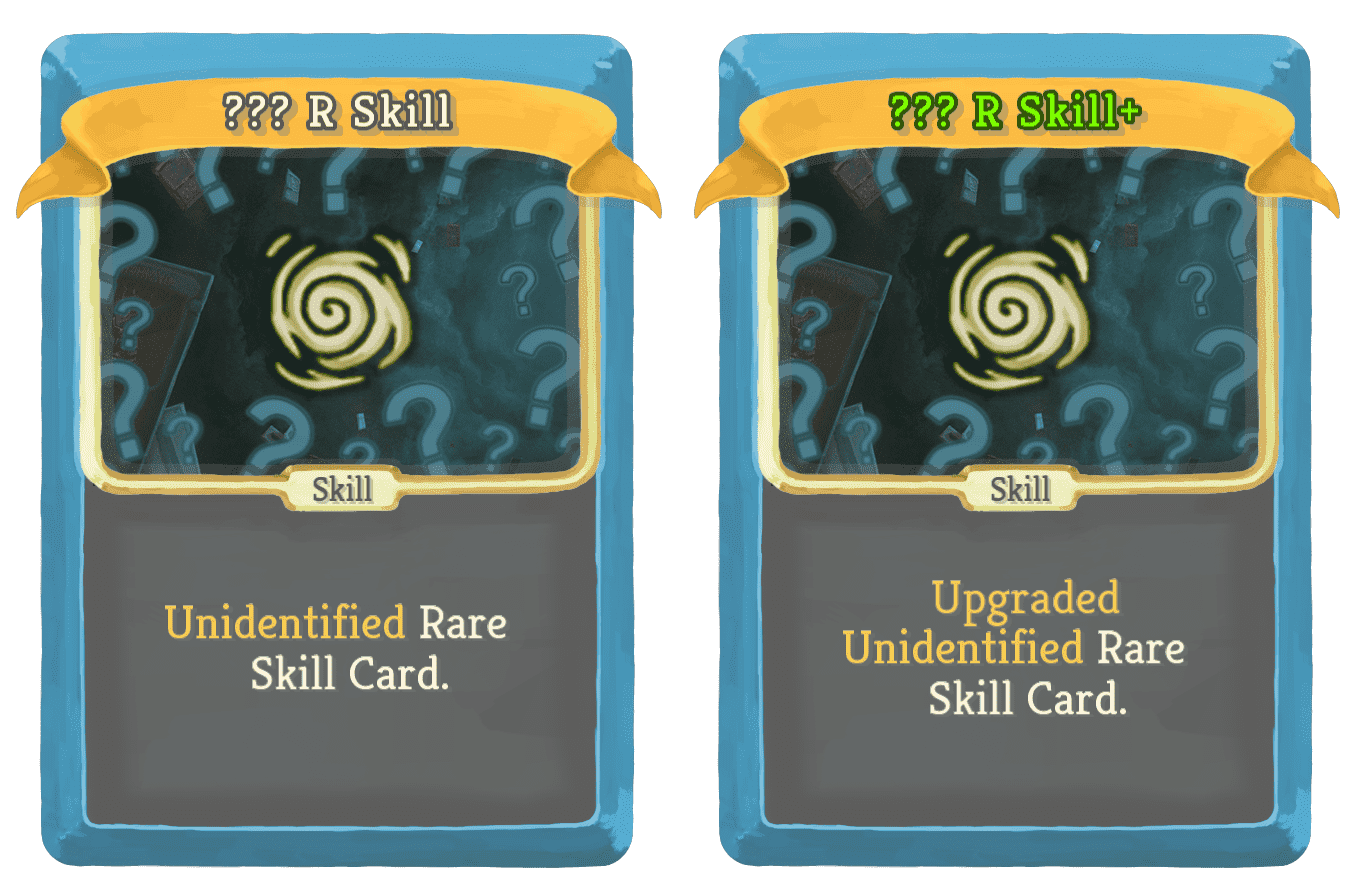 ??? R Skill
Skill
Unidentified Rare
Skill Card.
??? R Skill+
Skill
Upgraded
Unidentified Rare
Skill Card.